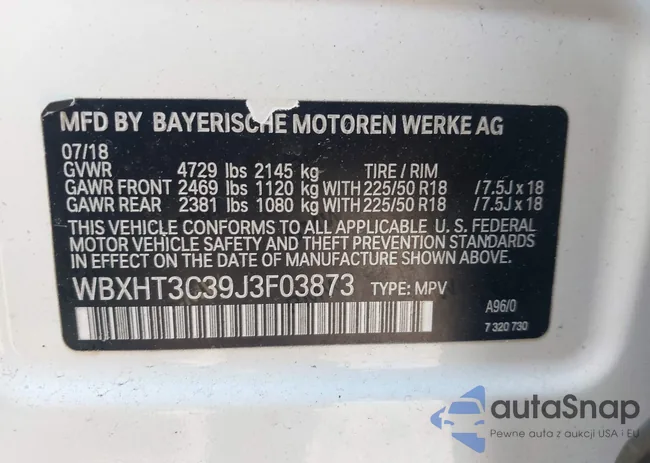 MFD BY BAYERISCHE MOTOREN WERKE AG
07/18
GVWR 4729 lbs 2145 kg TIRE / RIM
GAWR FRONT 2469 lbs 1120 kg WITH 225/50 R18 /7.5J x 18
GAWR REAR 2381 lbs 1080 kg WITH 225/50 R18 /7.5J x 18
THIS VEHICLE CONFORMS TO ALL APPLICABLE U. S. FEDERAL
MOTOR VEHICLE SAFETY AND THEFT PREVENTION STANDARDS
IN EFFECT ON THE DATE OF MANUFACTURE SHOWN ABOVE.
WBXHT3C39J3F03873 TYPE: MPV
A96/0
7 320 730
autoSnap
Pewne auta z aukcji USA i EU